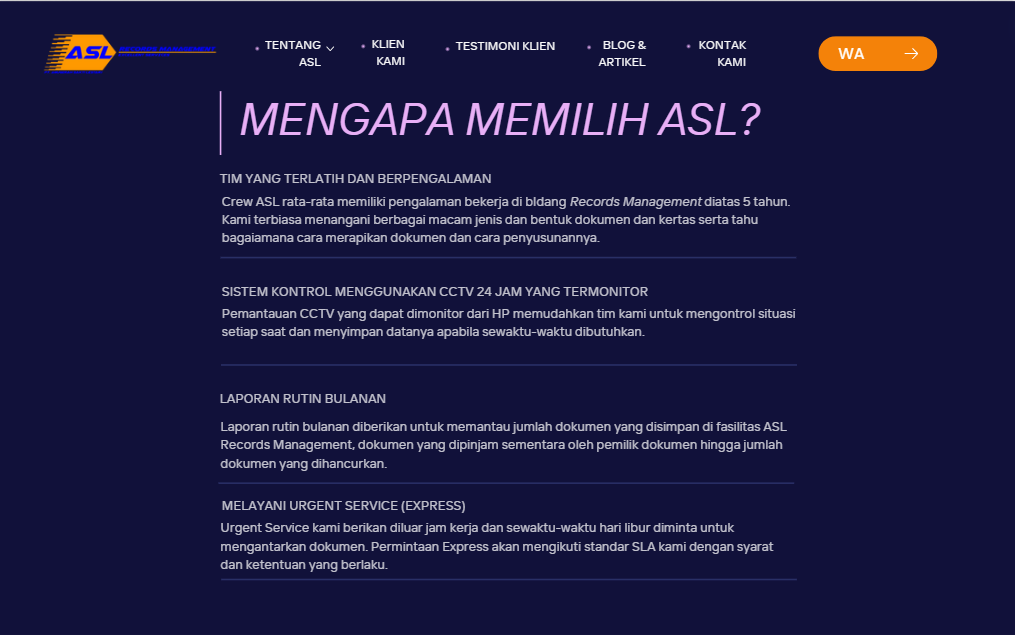 ASL
TENTANG
ASL
KLIEN
KAMI
TESTIMONI KLIEN
BLOG &
ARTIKEL
KONTAK
KAMI
WA
MENGAPA MEMILIH ASL?
TIM YANG TERLATIH DAN BERPENGALAMAN
Crew ASL rata-rata memiliki pengalaman bekerja di bIdang Records Management diatas 5 tahun.
Kami terbiasa menangani berbagai macam jenis dan bentuk dokumen dan kertas serta tahu
bagaiamana cara merapikan dokumen dan cara penyusunannya.
SISTEM KONTROL MENGGUNAKAN CCTV 24 JAM YANG TERMONITOR
Pemantauan CCTV yang dapat dimonitor dari HP memudahkan tim kami untuk mengontrol situasi
setiap saat dan menyimpan datanya apabila sewaktu-waktu dibutuhkan.
LAPORAN RUTIN BULANAN
Laporan rutin bulanan diberikan untuk memantau jumlah dokumen yang disimpan di fasilitas ASL
Records Management, dokumen yang dipinjam sementara oleh pemilik dokumen hingga jumlah
dokumen yang dihancurkan.
MELAYANI URGENT SERVICE (EXPRESS)
Urgent Service kami berikan diluar jam kerja dan sewaktu-waktu hari libur diminta untuk
mengantarkan dokumen. Permintaan Express akan mengikuti standar SLA kami dengan syarat
dan ketentuan yang berlaku.